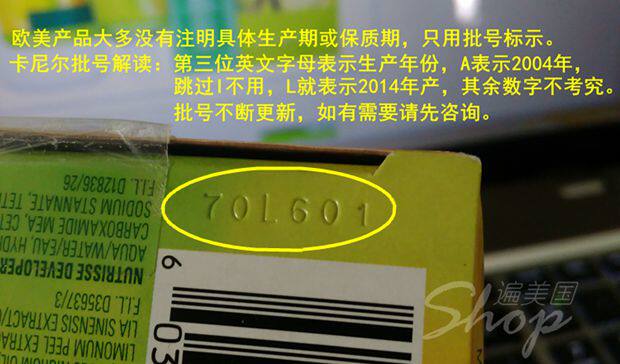 欧美产品大多没有注明具体生产期或保质期，只用批号标示。
卡尼尔批号解读：第三位英文字母表示生产年份，A表示2004年，
跳过I不用，L就表示2014年产，其余数字不考究。
批号不断更新，如有需要请先咨询。
70L601
遍美国
Shop
F.I.L. D12836/26
SODIUM STANNATE, TET
CARBOXAMIDE MEA, CET
AQUA/WATER/EAU, HYD
NUTRISSE DEVELOPER
F.I.L. D35837/3
LIA SINENSIS EXTRACT/
LIMONUM PEEL EXTRAC
6
03